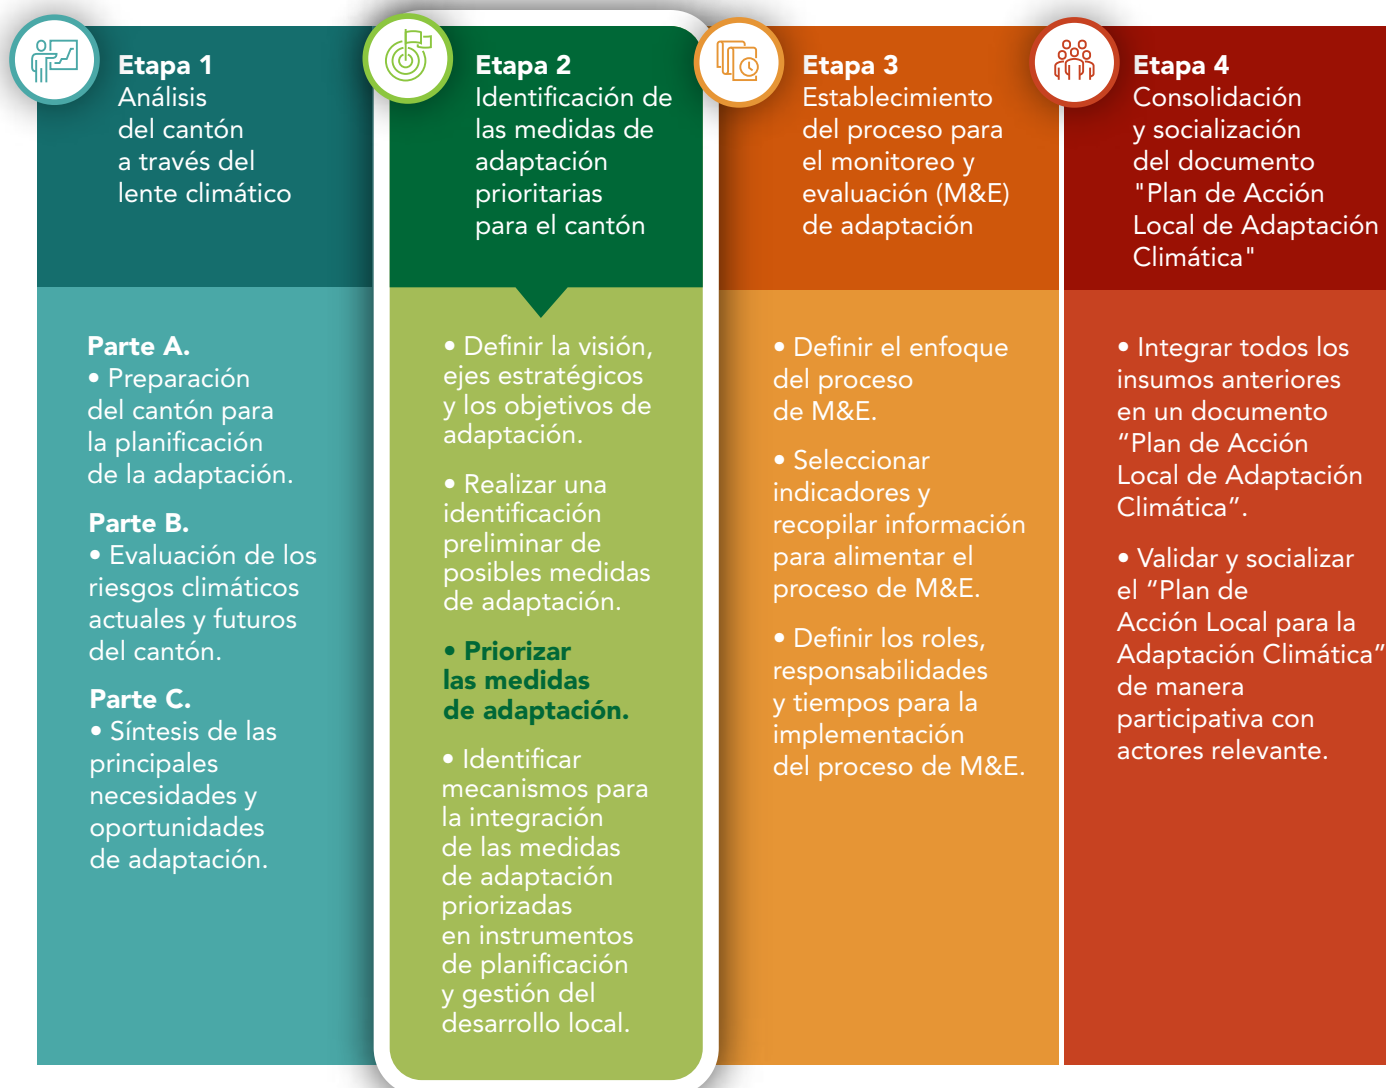 Etapa 1
Análisis
del cantón
a través del
lente climático
Parte A.
• Preparación
del cantón para
la planificación
de la adaptación.
Parte B.
• Evaluación de los
riesgos climáticos
actuales y futuros
del cantón.
Parte C.
• Síntesis de las
principales
necesidades y
oportunidades
de adaptación.
Etapa 2
Identificación de
las medidas de
adaptación
prioritarias
para el cantón
• Definir la visión,
ejes estratégicos
y los objetivos de
adaptación.
• Realizar una
identificación
preliminar de
posibles medidas
de adaptación.
• Priorizar
las medidas
de adaptación.
• Identificar
mecanismos para
la integración
de las medidas
de adaptación
priorizadas
en instrumentos
de planificación
y gestión del
desarrollo local.
Etapa 3
Establecimiento
del proceso para
el monitoreo y
evaluación (M&E)
de adaptación
• Definir el enfoque
del proceso
de M&E.
• Seleccionar
indicadores y
recopilar información
para alimentar el
proceso de M&E.
• Definir los roles,
responsabilidades
y tiempos para la
implementación
del proceso de M&E.
Etapa 4
Consolidación
y socialización
del documento
"Plan de Acción
Local de Adaptación
Climática"
• Integrar todos los
insumos anteriores
en un documento
“Plan de Acción
Local de Adaptación
Climática”.
• Validar y socializar
el “Plan de
Acción Local para la
Adaptación Climática”
de manera
participativa con
actores relevante.